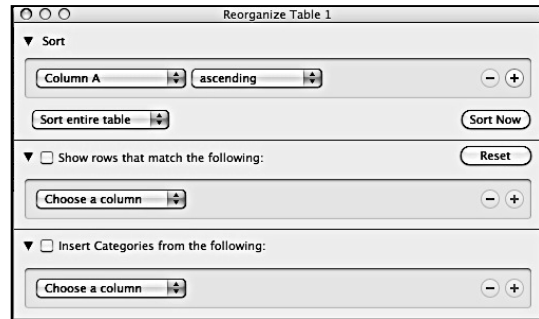 Reorganize Table 1
Sort
Column A ascending
Sort entire table Sort Now
Show rows that match the following: Reset
Choose a column
Insert Categories from the following:
Choose a column